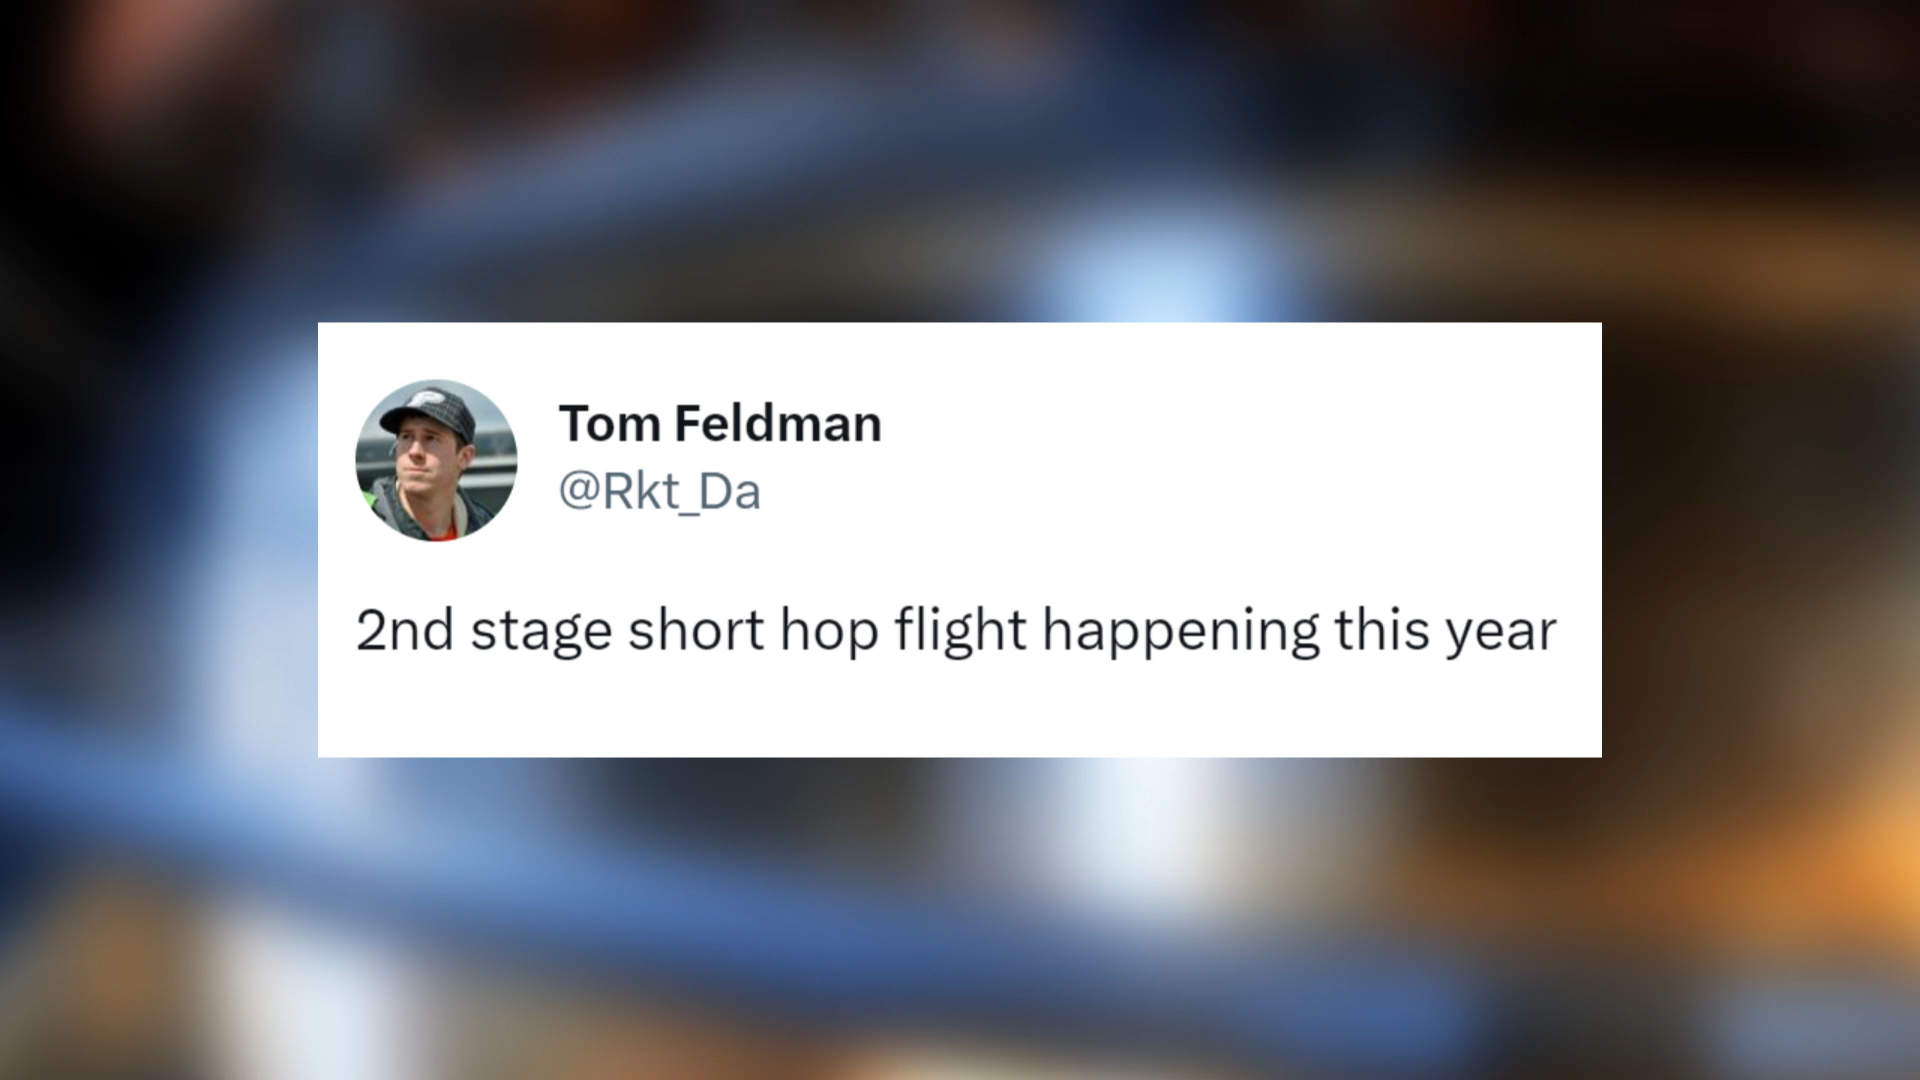 Tom Feldman
@Rkt_Da
2nd stage short hop flight happening this year